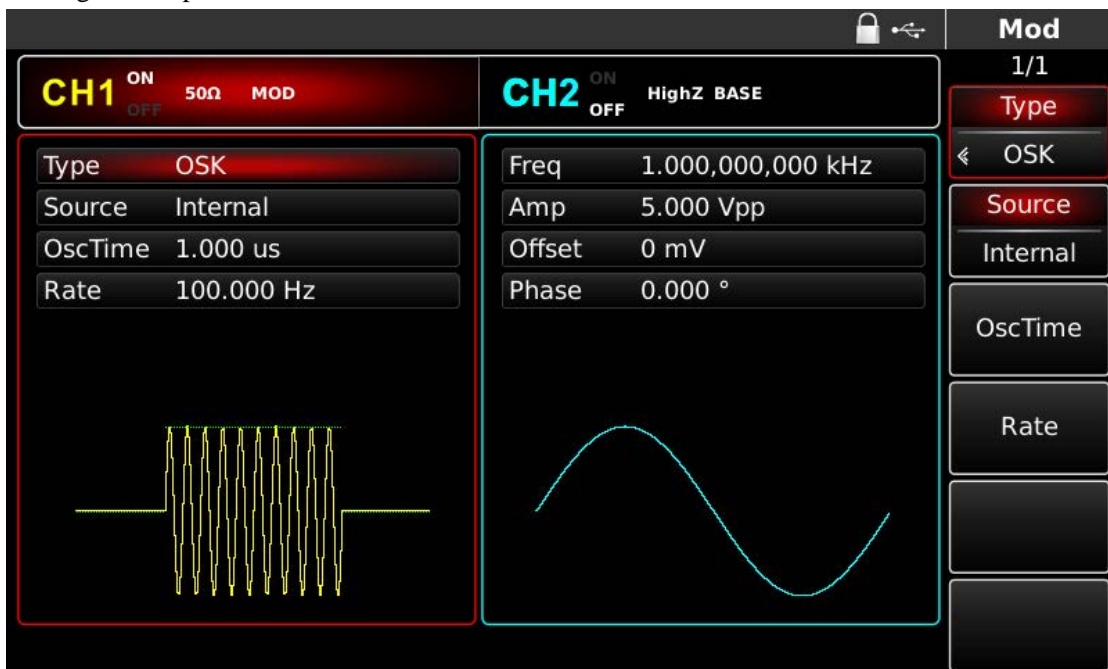 Mod
1/1
CH1 ON OFF 50Ω MOD
CH2 ON OFF HighZ BASE
Type OSK
Source Internal
OscTime 1.000 us
Rate 100.000 Hz
Freq 1.000,000,000 kHz
Amp 5.000 Vpp
Offset 0 mV
Phase 0.000 °
Type
OSK
Source
Internal
OscTime
Rate